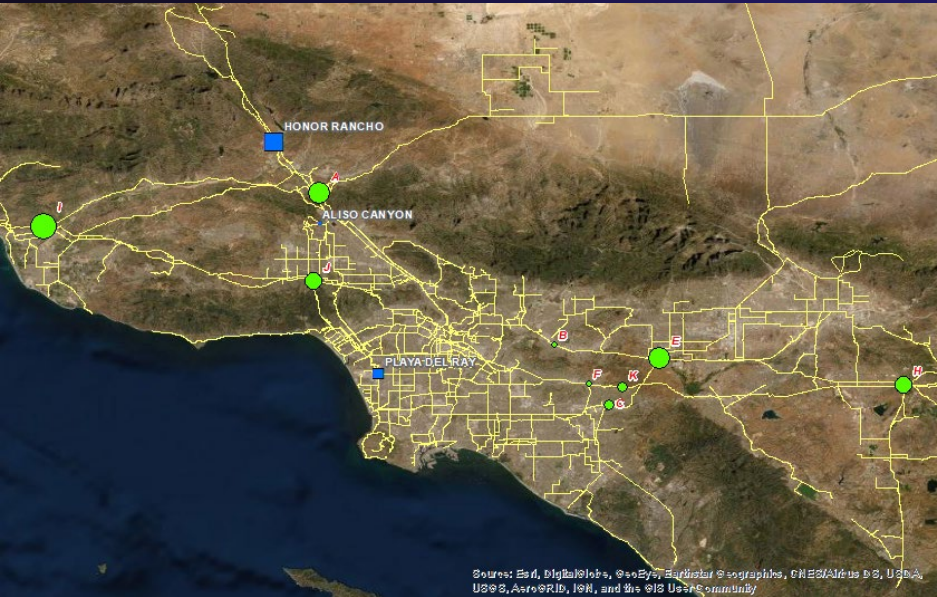 HONOR RANCHO
A
ALISO CANYON
I
J
B
E
PLAYA DEL RAY
F
K
H
G
Source: Esri, DigitalGlobe, GeoEye, Earthstar Geographics, CNES/Airbus DS, USDA,
USGS, AeroGRID, IGN, and the GIS User Community